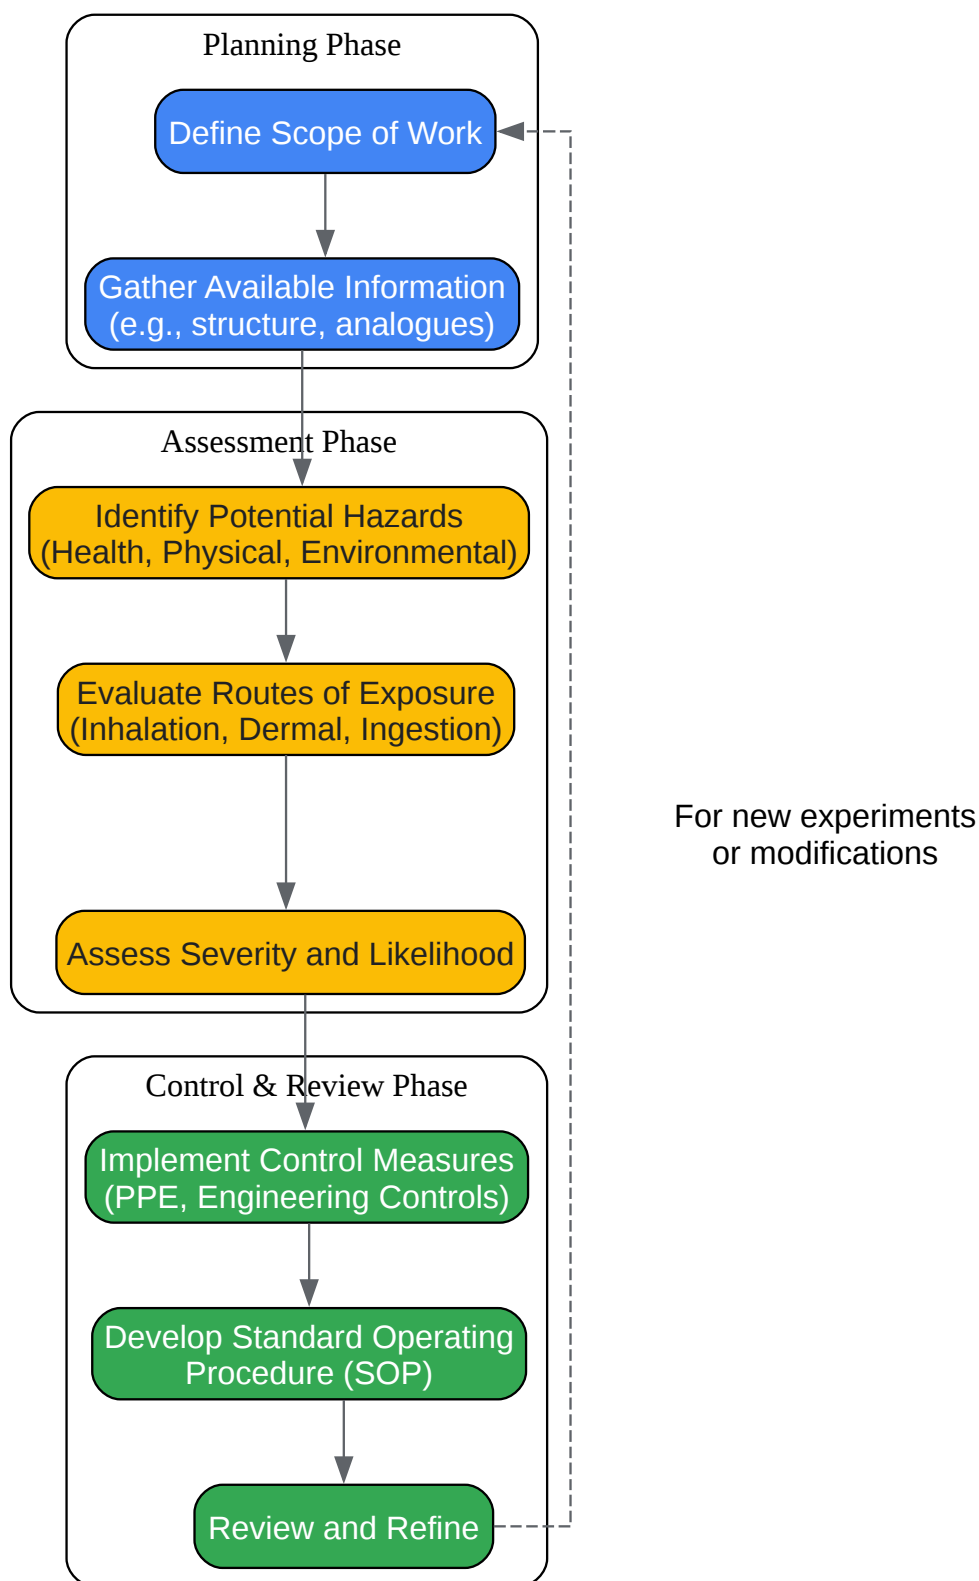 Planning Phase
Define Scope of Work
Gather Available Information
(e.g., structure, analogues)
Assessment Phase
Identify Potential Hazards
(Health, Physical, Environmental)
Evaluate Routes of Exposure
(Inhalation, Dermal, Ingestion)
For new experiments
or modifications
Assess Severity and Likelihood
Control & Review Phase
Implement Control Measures
(PPE, Engineering Controls)
Develop Standard Operating
Procedure (SOP)
Review and Refine